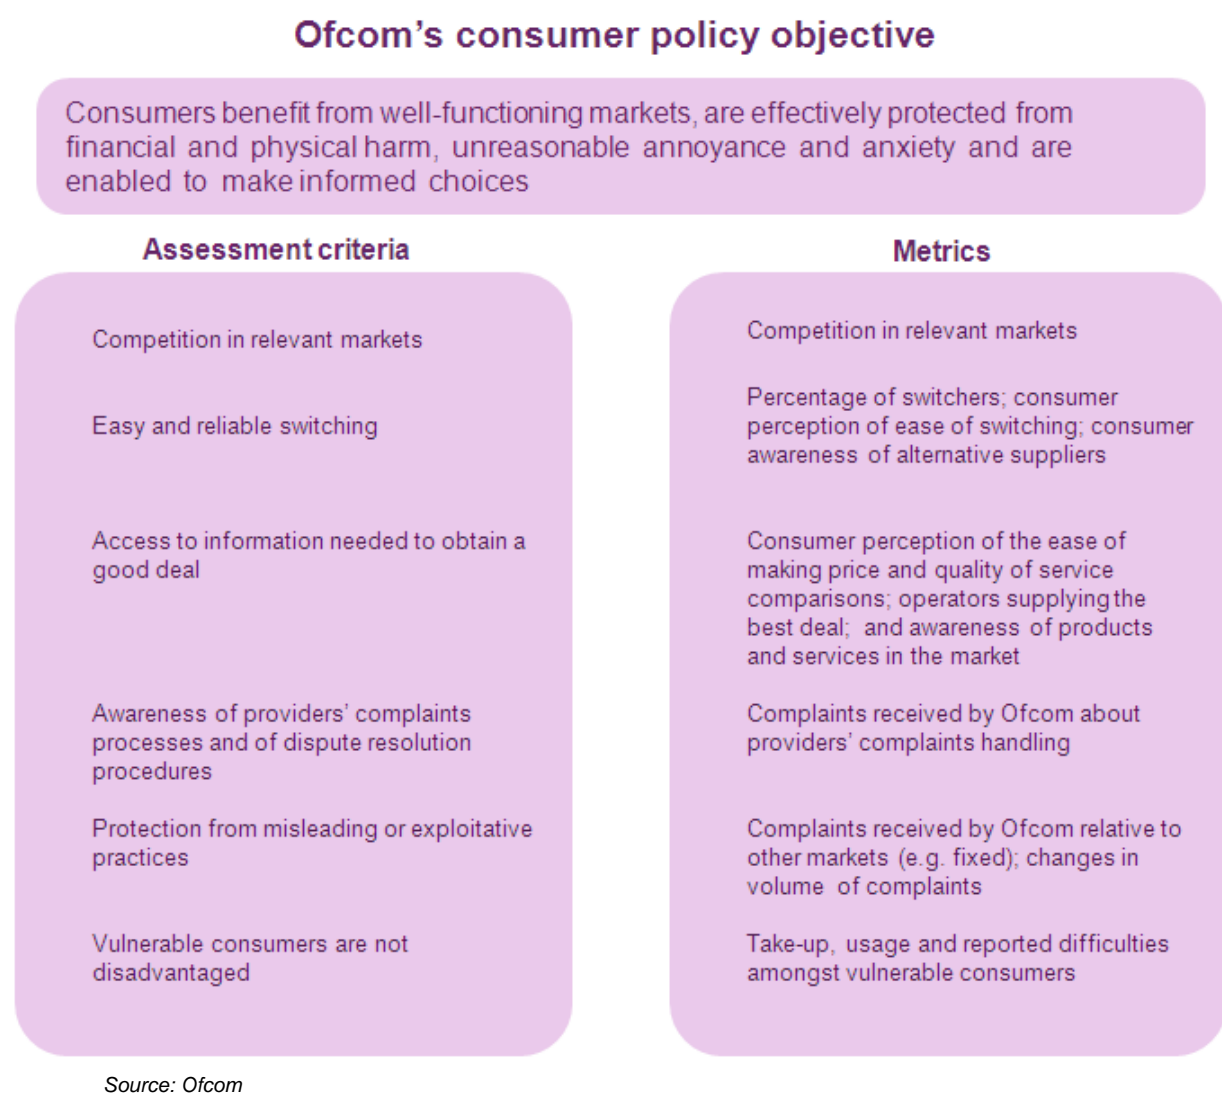 Ofcom's consumer policy objective
Consumers benefit from well-functioning markets, are effectively protected from
financial and physical harm, unreasonable annoyance and anxiety and are
enabled to make informed choices
Assessment criteria
Competition in relevant markets
Easy and reliable switching
Access to information needed to obtain a
good deal
Awareness of providers' complaints
processes and of dispute resolution
procedures
Protection from misleading or exploitative
practices
Vulnerable consumers are not
disadvantaged
Metrics
Competition in relevant markets
Percentage of switchers; consumer
perception of ease of switching; consumer
awareness of alternative suppliers
Consumer perception of the ease of
making price and quality of service
comparisons; operators supplying the
best deal; and awareness of products
and services in the market
Complaints received by Ofcom about
providers' complaints handling
Complaints received by Ofcom relative to
other markets (e.g. fixed); changes in
volume of complaints
Take-up, usage and reported difficulties
amongst vulnerable consumers
Source: Ofcom